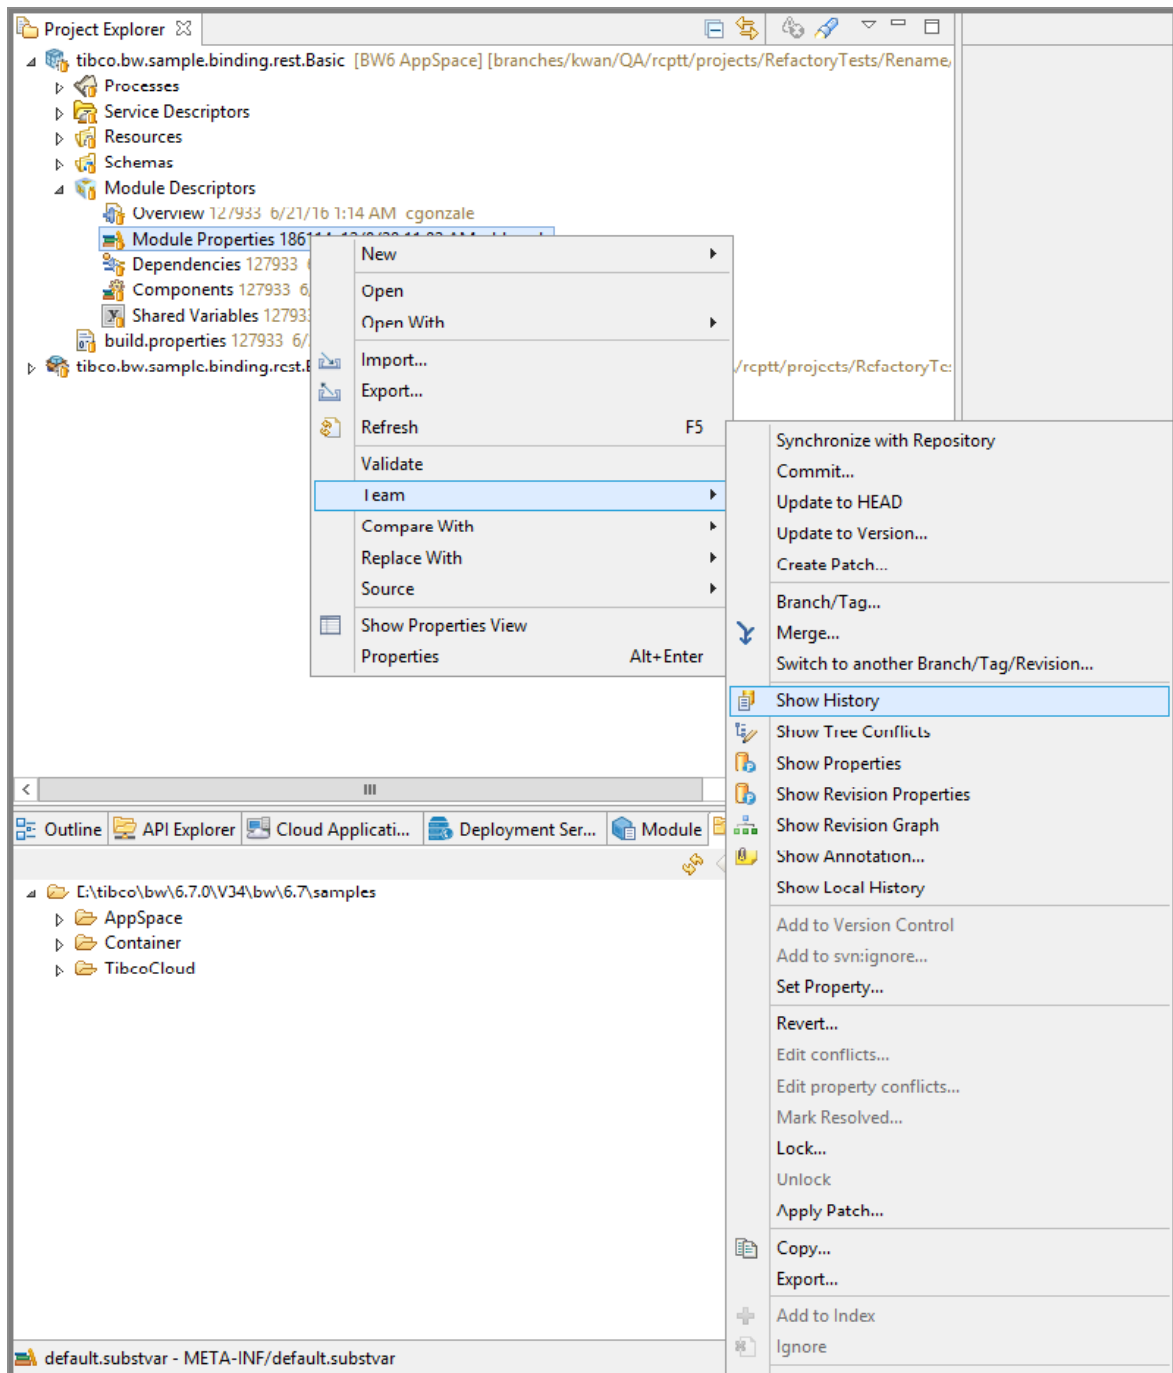 Project Explorer
tibco.bw.sample.binding.rest.Basic [BW6 AppSpace] [branches/kwan/QA/rcptt/projects/RefactoryTests/Rename/
Processes
Service Descriptors
Resources
Schemas
Module Descriptors
Overview 127933 6/21/16 1:14 AM cgonzale
Module Properties
Dependencies 127933
Components 127933 6/
Shared Variables 127933
build.properties 127933 6/
tibco.bw.sample.binding.rest. /rcptt/projects/RefactoryTe
New
Open
Open With
Import...
Export...
Refresh F5
Validate
Team
Compare With
Replace With
Source
Show Properties View
Properties Alt+Enter
Synchronize with Repository
Commit...
Update to HEAD
Update to Version...
Create Patch...
Branch/Tag...
Merge...
Switch to another Branch/Tag/Revision...
Show History
Show Tree Conflicts
Show Properties
Show Revision Properties
Show Revision Graph
Show Annotation...
Show Local History
Add to Version Control
Add to svn:ignore...
Set Property...
Revert...
Edit conflicts...
Edit property conflicts...
Mark Resolved...
Lock...
Unlock
Apply Patch...
Copy...
Export...
Add to Index
Ignore
Outline API Explorer Cloud Applicati... Deployment Ser... Module
E:\tibco\bw\6.7.0\V34\bw\6.7\samples
AppSpace
Container
TibcoCloud
default.substvar - META-INF/default.substvar